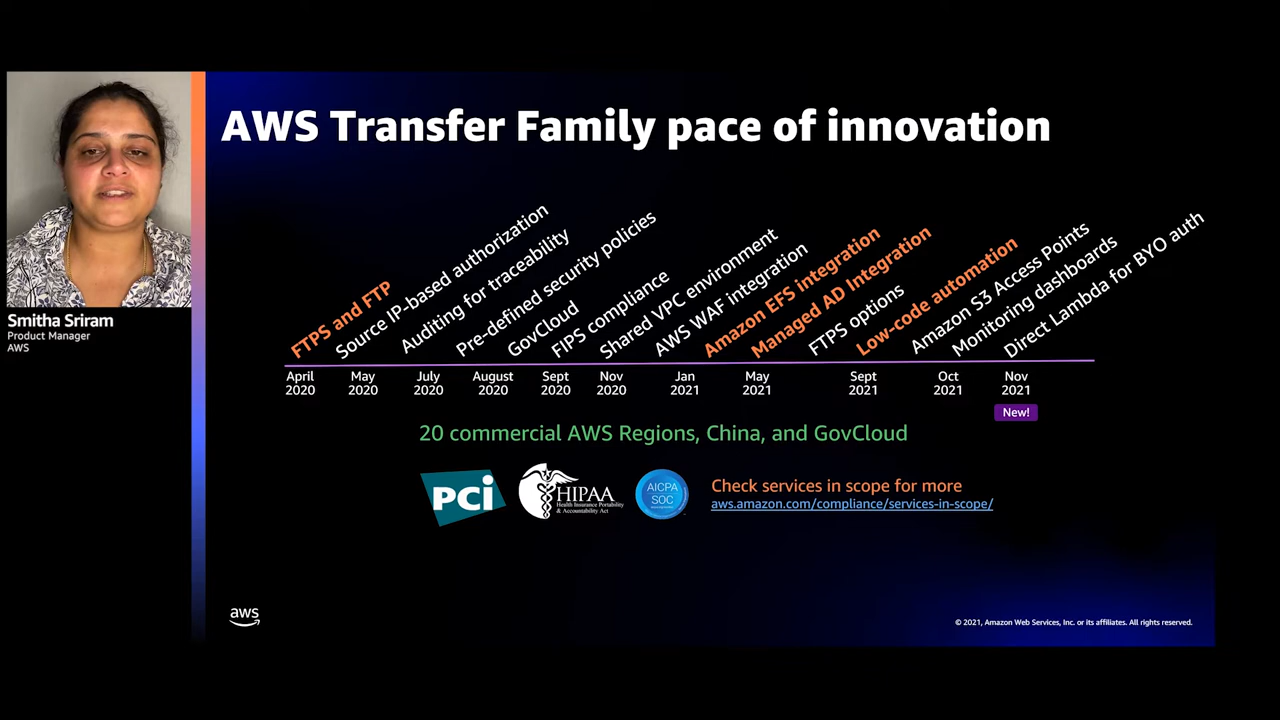 AWS Transfer Family pace of innovation
Smitha Sriram
Product Manager
AWS
FTPS and FTP
Source IP-based authorization
Auditing for traceability
Pre-defined security policies
GovCloud
FIPS compliance
Shared VPC environment
AWS WAF integration
Amazon EFS integration
Managed AD Integration
FTPS options
Low-code automation
Amazon S3 Access Points
Monitoring dashboards
Direct Lambda for BYO auth
April
2020
May
2020
July
2020
August
2020
Sept
2020
Nov
2020
Jan
2021
May
2021
Sept
2021
Oct
2021
Nov
2021
New!
20 commercial AWS Regions, China, and GovCloud
PCI
HIPAA
Health Insurance Portability
& Accountability Act
AICPA
SOC
Check services in scope for more
aws.amazon.com/compliance/services-in-scope/
aws
© 2021, Amazon Web Services, Inc. or its affiliates. All rights reserved.